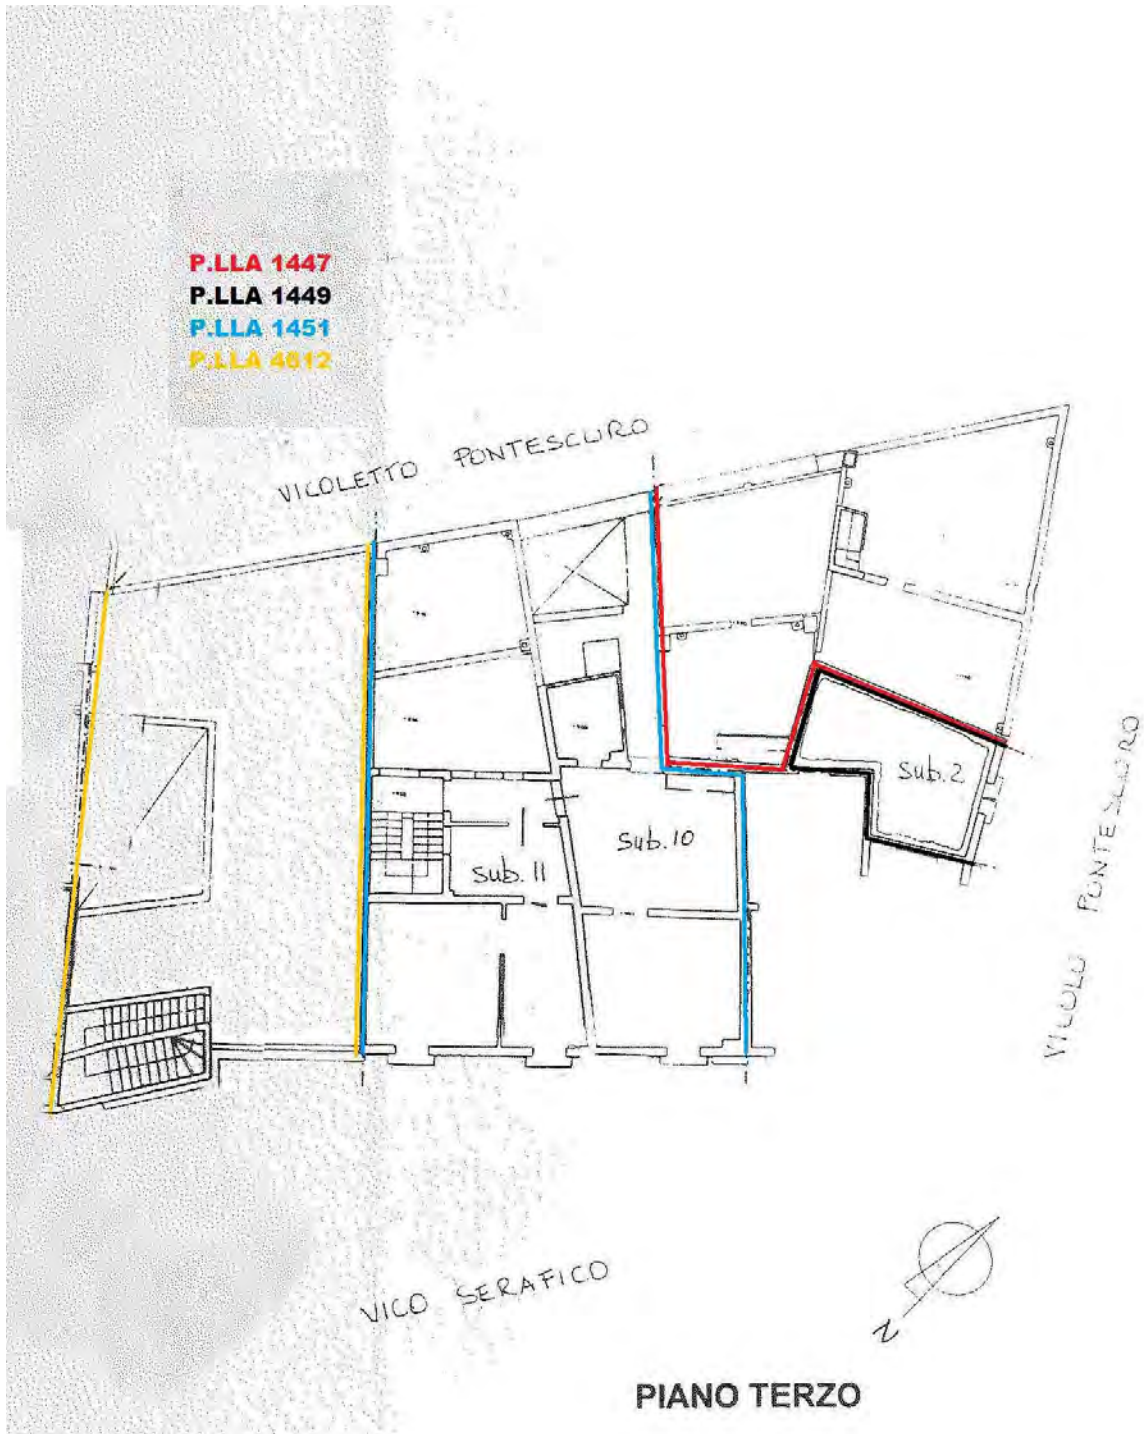 P.LLA 1447
P.LLA 1449
P.LLA 1451
P.LLA 4612
VICOLETTO PONTESCURO
Sub. 2
Sub. 10
Sub. 11
VICOLO PONTESCURO
VICO SERAFICO
N
PIANO TERZO